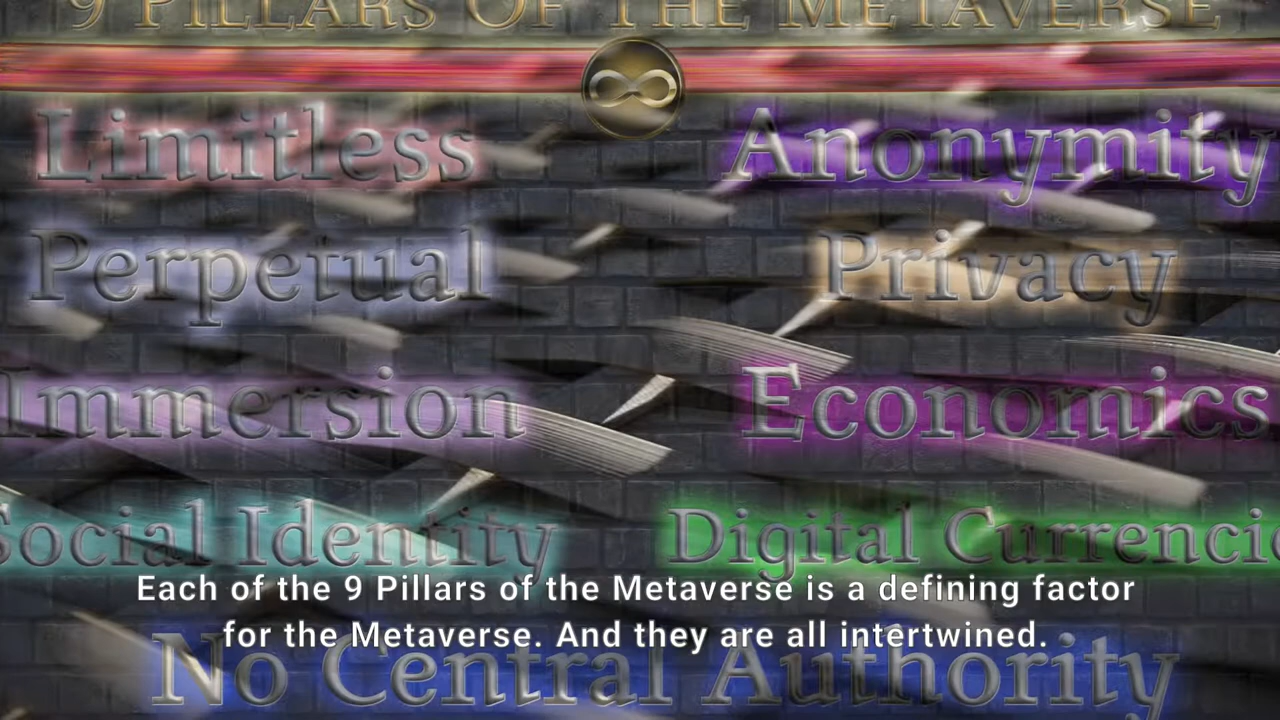 9 PILLARS OF THE METAVERSE
Limitless
Anonymity
Perpetual
Privacy
Immersion
Economics
Social Identity
Digital Currencie
Each of the 9 Pillars of the Metaverse is a defining factor
for the Metaverse. And they are all intertwined.
No Central Authority